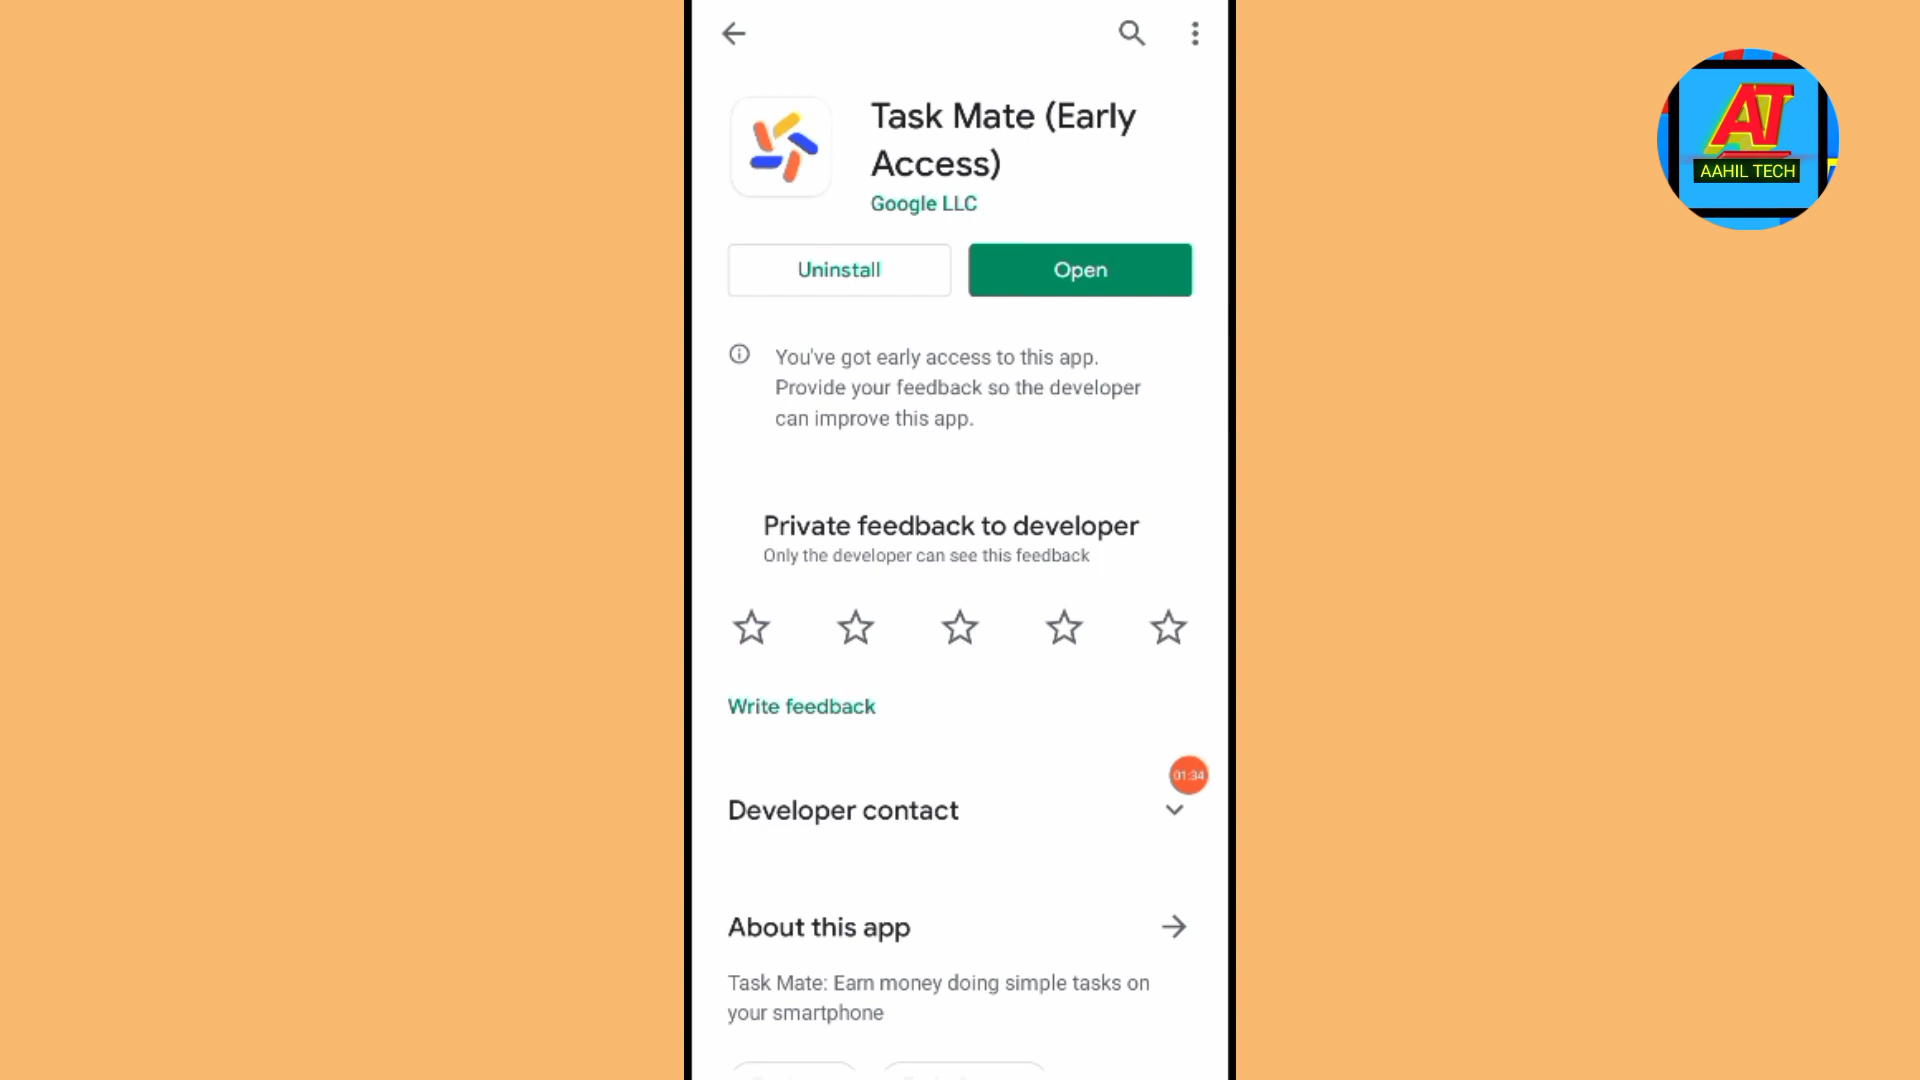 Task Mate (Early
Access)
Google LLC
Uninstall
Open
You've got early access to this app.
Provide your feedback so the developer
can improve this app.
Private feedback to developer
Only the developer can see this feedback
Write feedback
01:34
Developer contact
About this app
Task Mate: Earn money doing simple tasks on
your smartphone
AT
AAHIL TECH